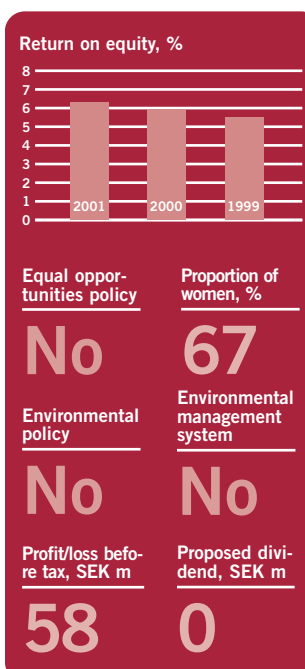 Return on equity, %
8
7
6
5
4
3
2
1
0
2001 2000 1999
Equal oppor-
tunities policy
No
Proportion of
women, %
67
Environmental
policy
No
Environmental
management
system
No
Profit/loss befo-
re tax, SEK m
58
Proposed divi-
dend, SEK m
0